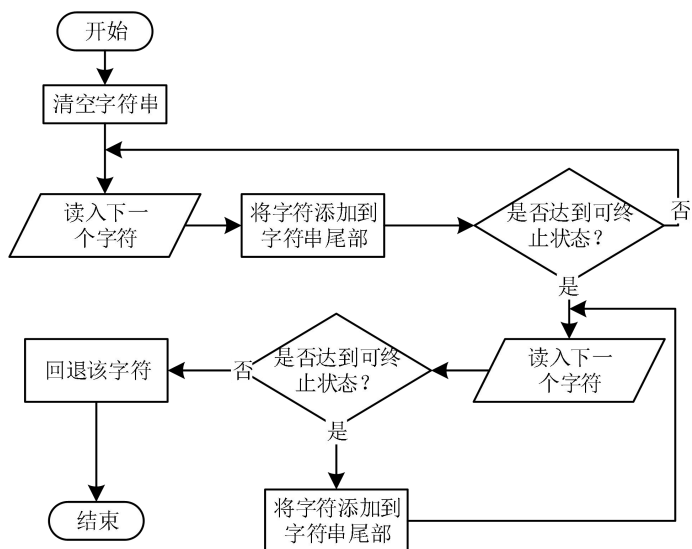 开始
清空字符串
读入下一
个字符
将字符添加到
字符串尾部
是否达到可终
止状态？
否
是
读入下一
个字符
是否达到可终
止状态？
否
回退该字符
是
将字符添加到
字符串尾部
结束